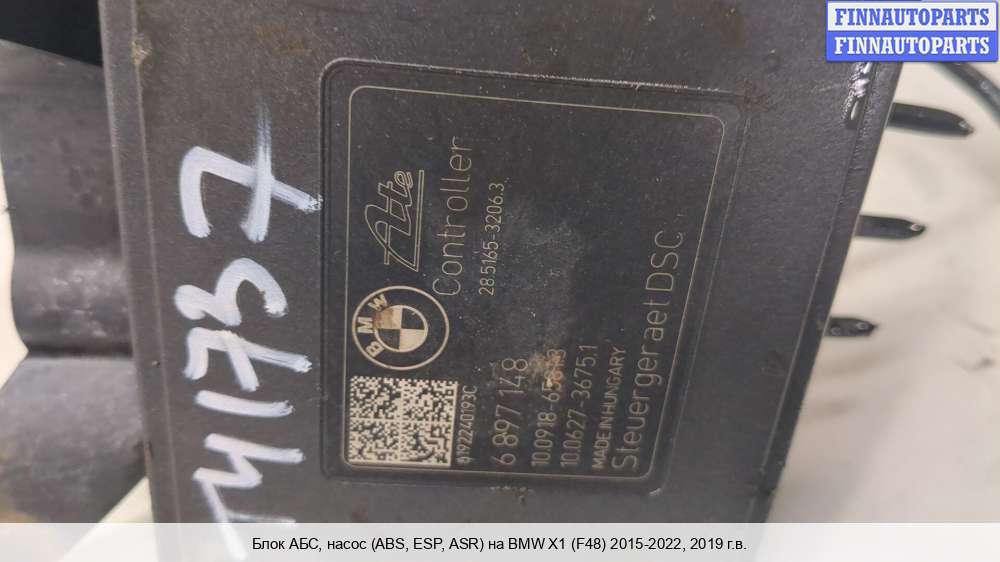 FINNAUTOPARTS
FINNAUTOPARTS
Ate
Controller
28.5165-3206.3
BMW
01922240193C
6 897 148
10.0627-3675.1
MADE IN HUNGARY
Steuergeraet DSC
Блок АБС, насос (ABS, ESP, ASR) на BMW X1 (F48) 2015-2022, 2019 г.в.